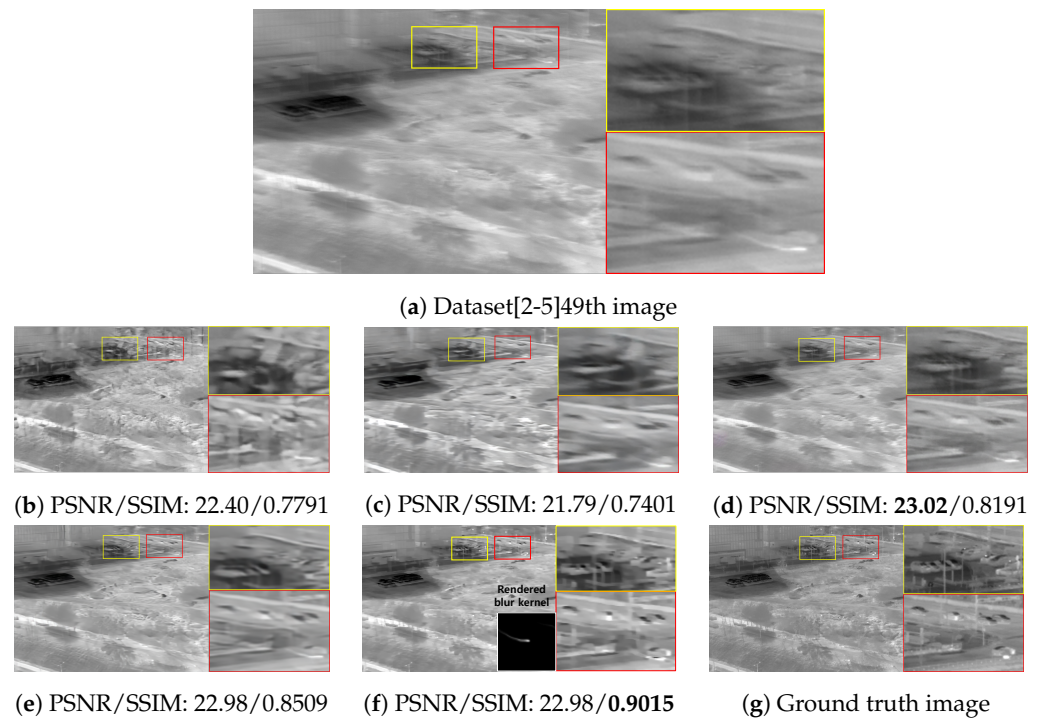 (a) Dataset[2-5]49th image
(b) PSNR/SSIM: 22.40/0.7791
(c) PSNR/SSIM: 21.79/0.7401
(d) PSNR/SSIM: 23.02/0.8191
Rendered
blur kernel
(e) PSNR/SSIM: 22.98/0.8509
(f) PSNR/SSIM: 22.98/0.9015
(g) Ground truth image